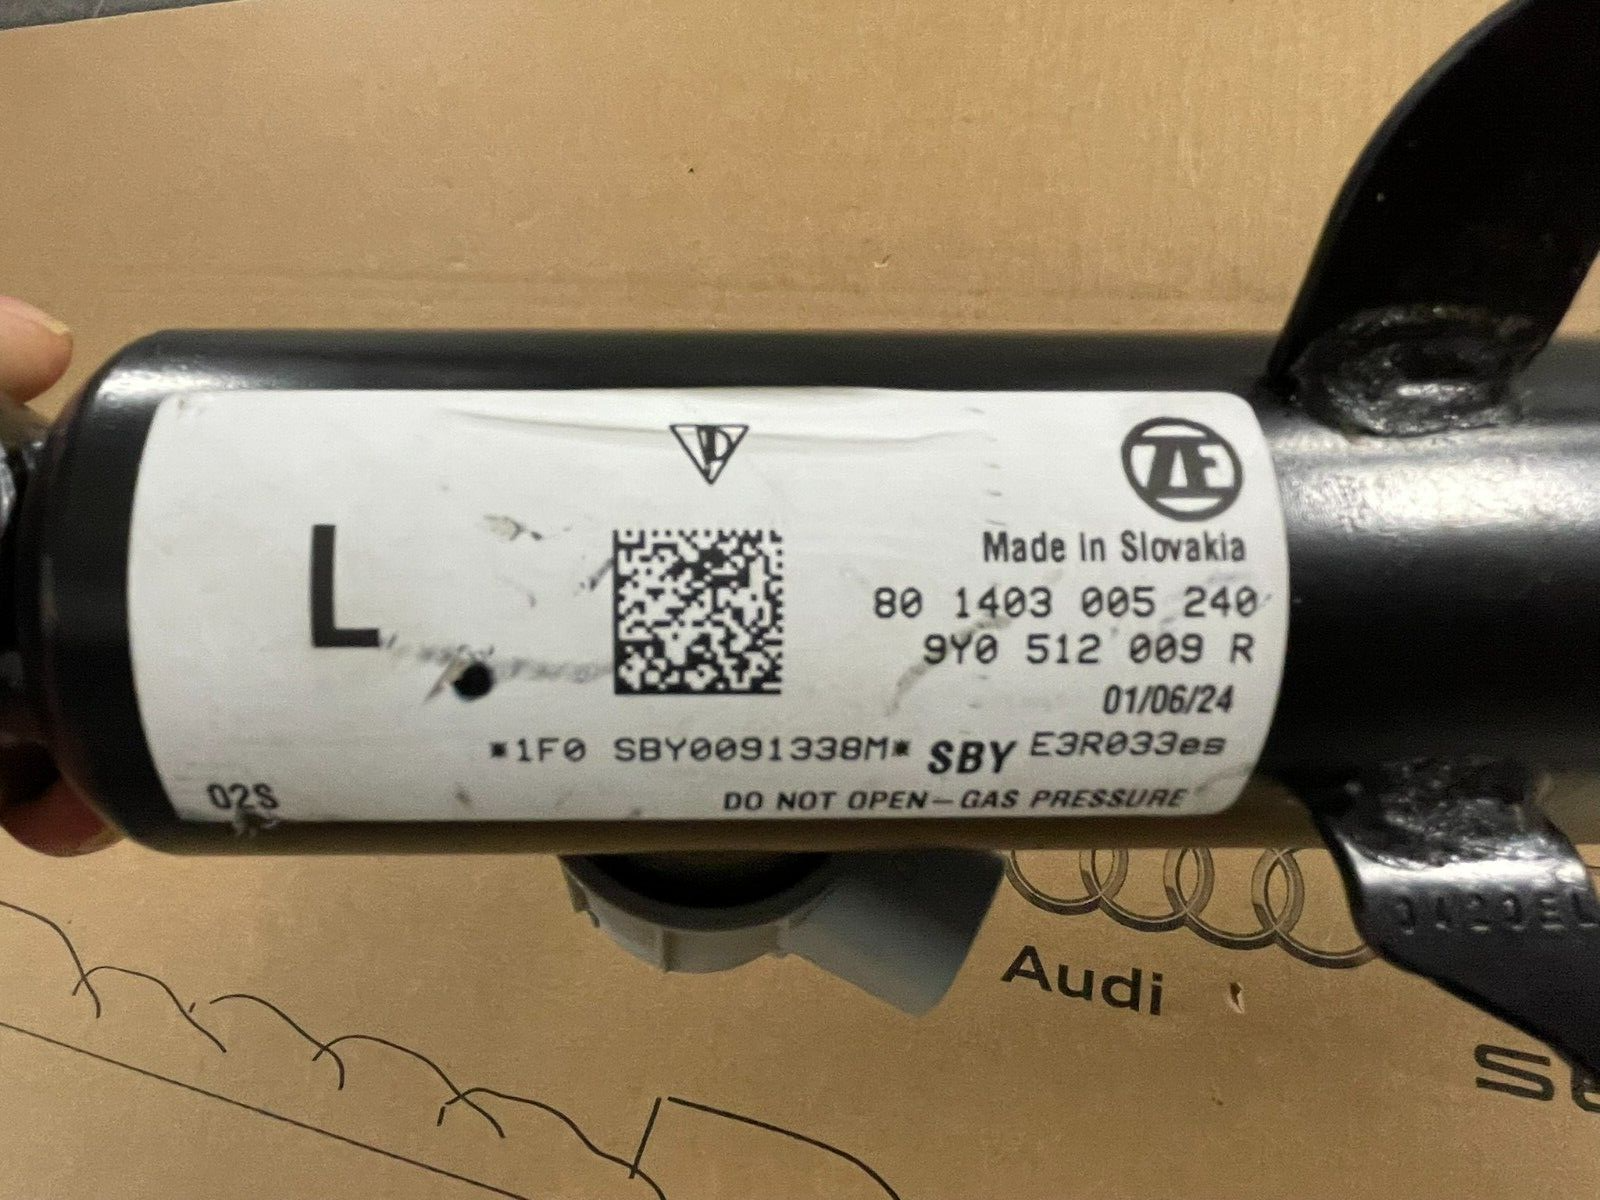 ZF
Made In Slovakia
L
80 1403 005 240
9Y0 512 009 R
01/06/24
*1F0 SBY0091338M* SBY E3R033es
02S
DO NOT OPEN-GAS PRESSURE
Audi